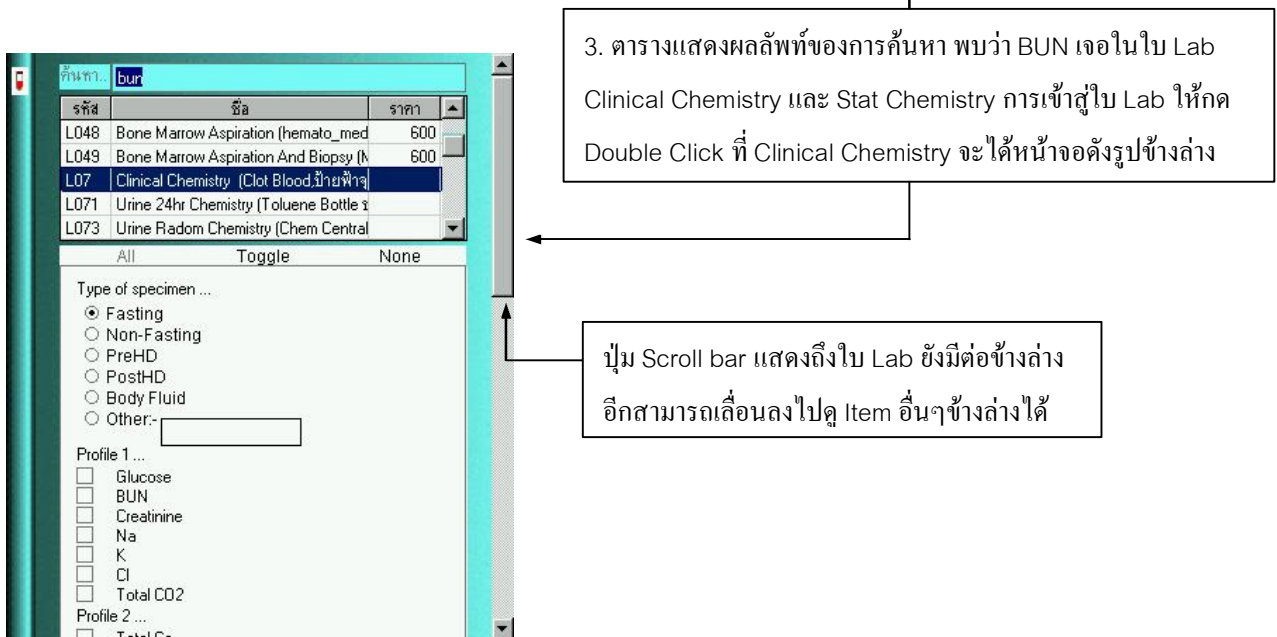 3. ตารางแสดงผลลัพท์ของการค้นหา พบว่า BUN เจอในใบ Lab
Clinical Chemistry และ Stat Chemistry การเข้าสู่ใบ Lab ให้กด
Double Click ที่ Clinical Chemistry จะได้หน้าจอดังรูปข้างล่าง
ค้นหา.. bun
รหัส ชื่อ ราคา
L048 Bone Marrow Aspiration (hemato_med 600
L049 Bone Marrow Aspiration And Biopsy (M 600
L07 Clinical Chemistry (Clot Blood,ป้ายฟ้าจุ
L071 Urine 24hr Chemistry (Toluene Bottle
L073 Urine Radom Chemistry (Chem Central
All Toggle None
Type of specimen ...
Fasting
Non-Fasting
PreHD
PostHD
Body Fluid
Other:-
ปุ่ม Scroll bar แสดงถึงใบ Lab ยังมีต่อข้างล่าง
อีกสามารถเลื่อนลงไปดู Item อื่นๆข้างล่างได้
Profile 1 ...
Glucose
BUN
Creatinine
Na
K
Cl
Total CO2
Profile 2 ...
Total Ca